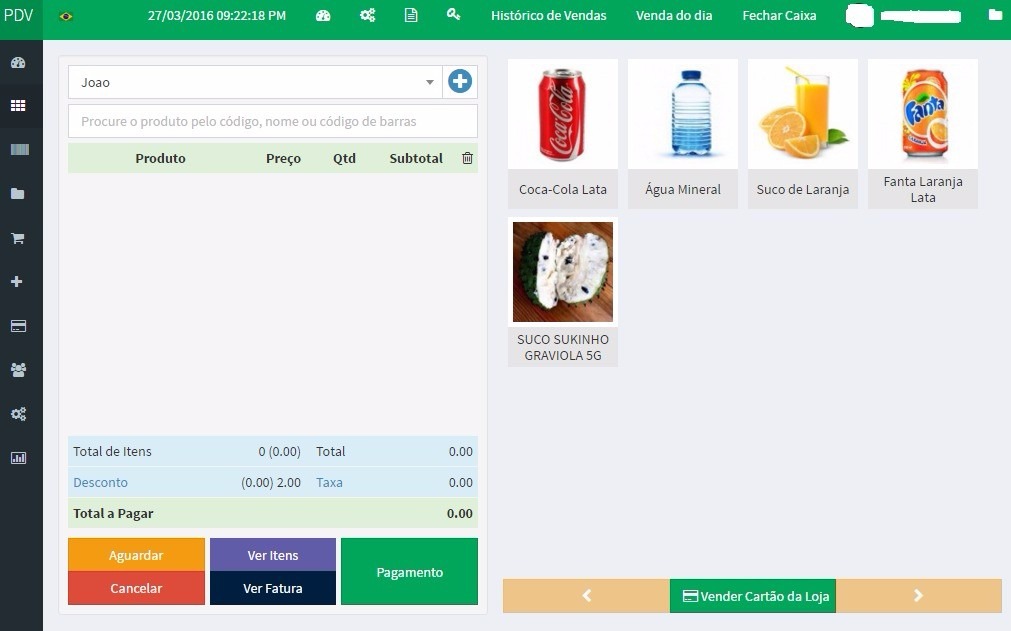 PDV 27/03/2016 09:22:18 PM Histórico de Vendas Venda do dia Fechar Caixa
Joao
Procure o produto pelo código, nome ou código de barras
Produto Preço Qtd Subtotal
Total de Itens 0 (0.00) Total 0.00
Desconto (0.00) 2.00 Taxa 0.00
Total a Pagar 0.00
Aguardar Ver Itens Pagamento
Cancelar Ver Fatura
Coca-Cola
Fanta
Coca-Cola Lata
Água Mineral
Suco de Laranja
Fanta Laranja
Lata
SUCO SUKINHO
GRAVIOLA 5G
Vender Cartão da Loja